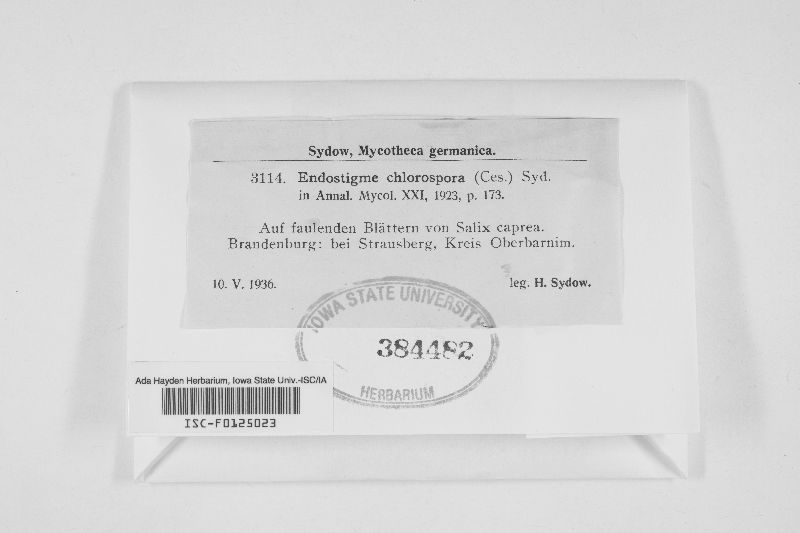 Sydow, Mycotheca germanica.
3114. Endostigme chlorospora (Ces.) Syd.
in Annal. Mycol. XXI, 1923, p. 173.
Auf faulenden Blättern von Salix caprea.
Brandenburg: bei Strausberg, Kreis Oberbarnim.
10. V. 1936. leg. H. Sydow.
IOWA STATE UNIVERSITY
384482
HERBARIUM
Ada Hayden Herbarium, Iowa State Univ.-ISC/IA
ISC-F0125023